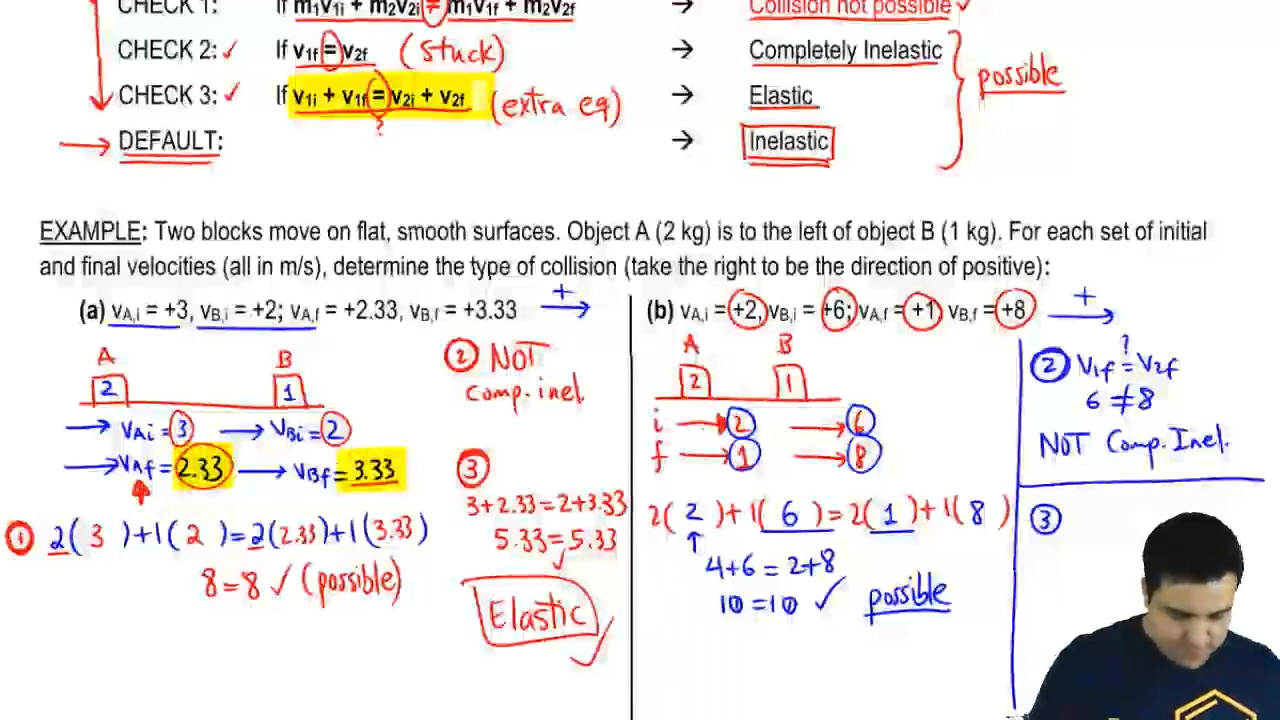 CHECK 1: If m₁v₁ᵢ + m₂v₂ᵢ ≠ m₁v₁f + m₂v₂f → Collision not possible ✓
CHECK 2: ✓ If v₁f = v₂f (stuck) → Completely Inelastic
possible
CHECK 3: ✓ If v₁ᵢ + v₁f = v₂ᵢ + v₂f (extra eq) → Elastic
?
→ DEFAULT: → Inelastic
EXAMPLE: Two blocks move on flat, smooth surfaces. Object A (2 kg) is to the left of object B (1 kg). For each set of initial
and final velocities (all in m/s), determine the type of collision (take the right to be the direction of positive):
(a) vA,i = +3, vB,i = +2; vA,f = +2.33, vB,f = +3.33 + →
A B
2 1
→ VAi = 3 → VBi = 2
→ VAf = 2.33 → VBf = 3.33
① 2( 3 ) + 1( 2 ) = 2(2.33) + 1(3.33)
8 = 8 ✓ (possible)
② NOT
comp. inel.
③
3+2.33=2+3.33
5.33=5.33
✓
Elastic ✓
(b) vA,i = +2, vB,i = +6; vA,f = +1 vB,f = +8 + →
A B
2 1
i → 2 → 6
f → 1 → 8
2( 2 ) + 1( 6 ) = 2( 1 ) + 1( 8 )
4+6 = 2+8
10 = 10 ✓ possible
② V1f ≟ V2f
6 ≠ 8
NOT Comp. Inel.
③